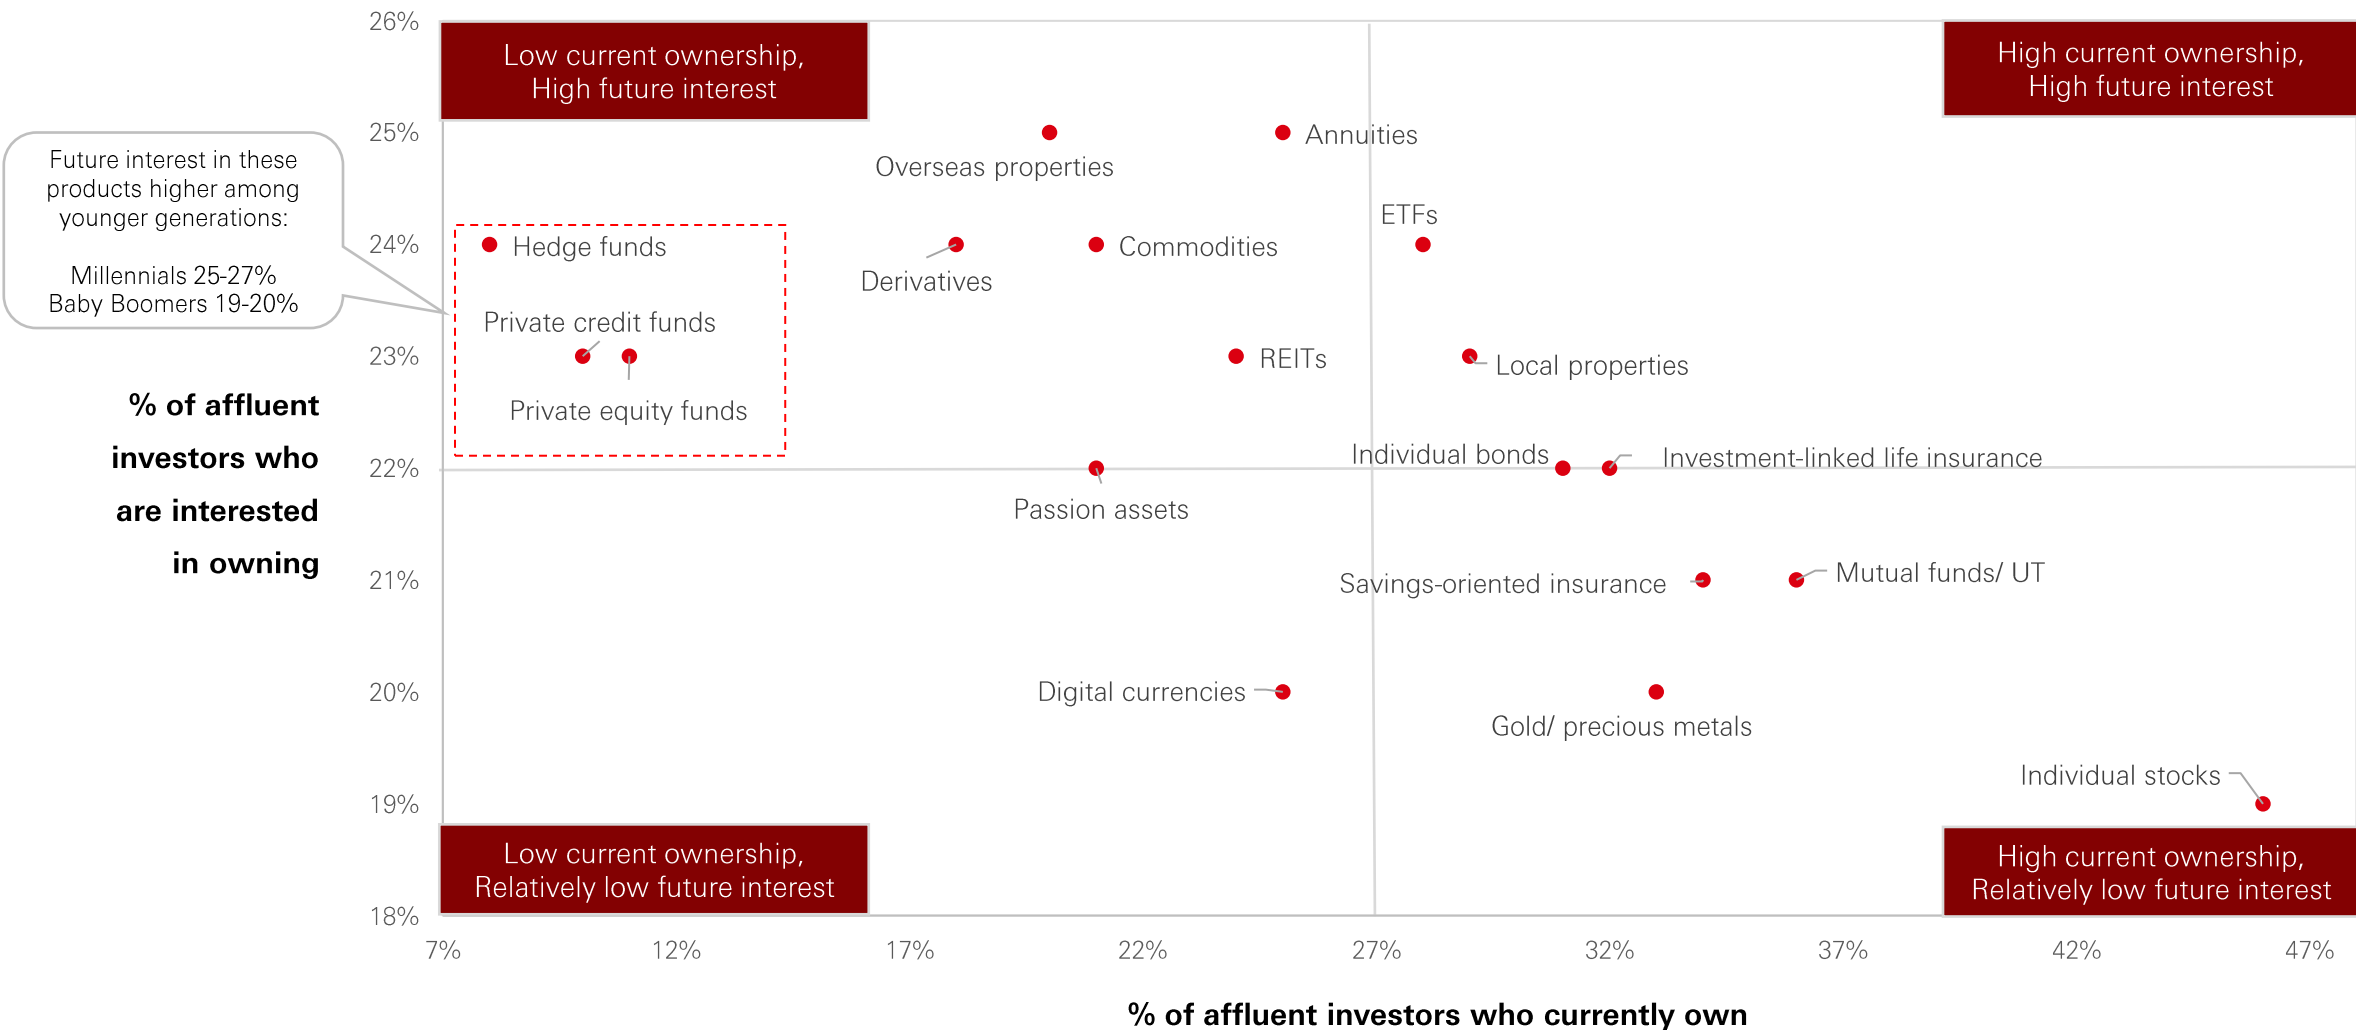 26%
Low current ownership,
High future interest
High current ownership,
High future interest
25%
Annuities
Overseas properties
Future interest in these
products higher among
younger generations:
Millennials 25-27%
Baby Boomers 19-20%
ETFs
24%
Hedge funds
Commodities
Derivatives
Private credit funds
23%
REITs
Local properties
Private equity funds
% of affluent
investors who
are interested
in owning
Individual bonds
Investment-linked life insurance
22%
Passion assets
21%
Savings-oriented insurance
Mutual funds/ UT
20%
Digital currencies
Gold/ precious metals
Individual stocks
19%
Low current ownership,
Relatively low future interest
High current ownership,
Relatively low future interest
18%
7%
12%
17%
22%
27%
32%
37%
42%
47%
% of affluent investors who currently own